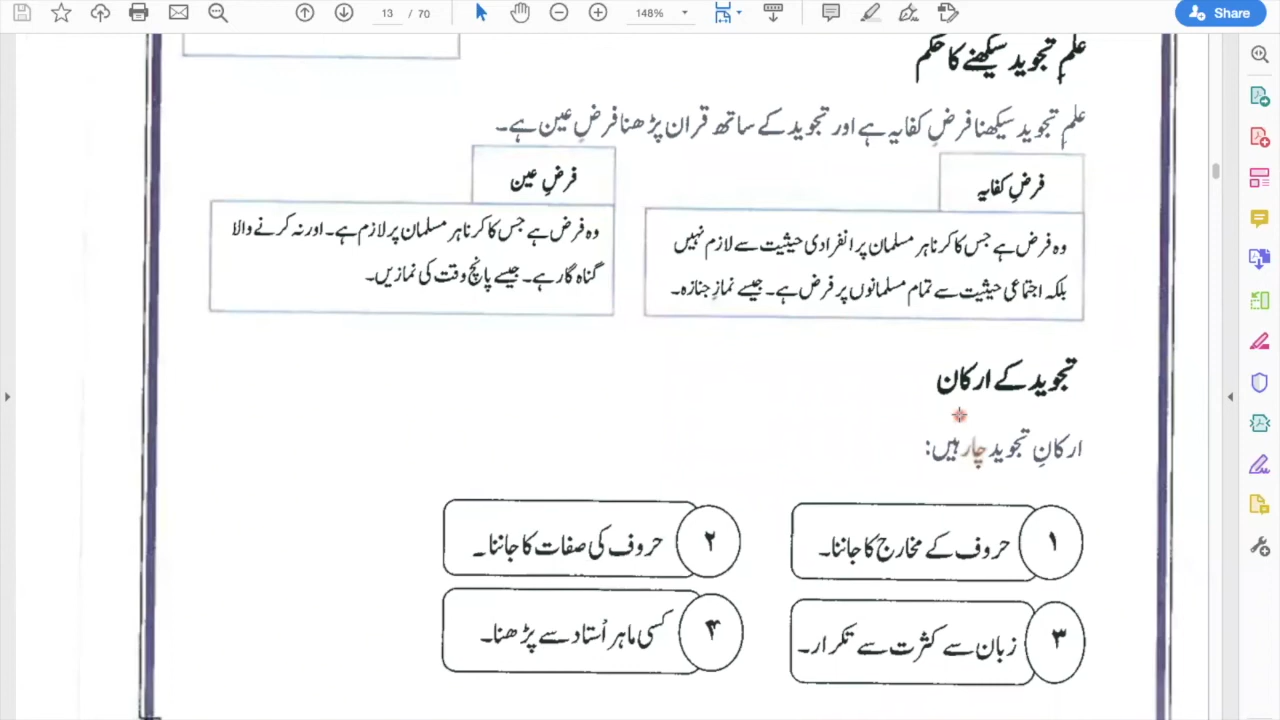 13 / 70
148%
Share
علمِ تجوید سیکھنے کا حکم
علمِ تجوید سیکھنا فرضِ کفایہ ہے اور تجوید کے ساتھ قران پڑھنا فرضِ عین ہے۔
فرضِ کفایہ
وہ فرض ہے جس کا کرنا ہر مسلمان پر انفرادی حیثیت سے لازم نہیں
بلکہ اجتماعی حیثیت سے تمام مسلمانوں پر فرض ہے۔ جیسے نمازِ جنازہ۔
فرضِ عین
وہ فرض ہے جس کا کرنا ہر مسلمان پر لازم ہے۔ اور نہ کرنے والا
گناہ گار ہے۔ جیسے پانچ وقت کی نمازیں۔
تجوید کے ارکان
ارکانِ تجوید چار ہیں:
۱ حروف کے مخارج کا جاننا۔
۲ حروف کی صفات کا جاننا۔
۳ زبان سے کثرت سے تکرار۔
۴ کسی ماہر اُستاد سے پڑھنا۔